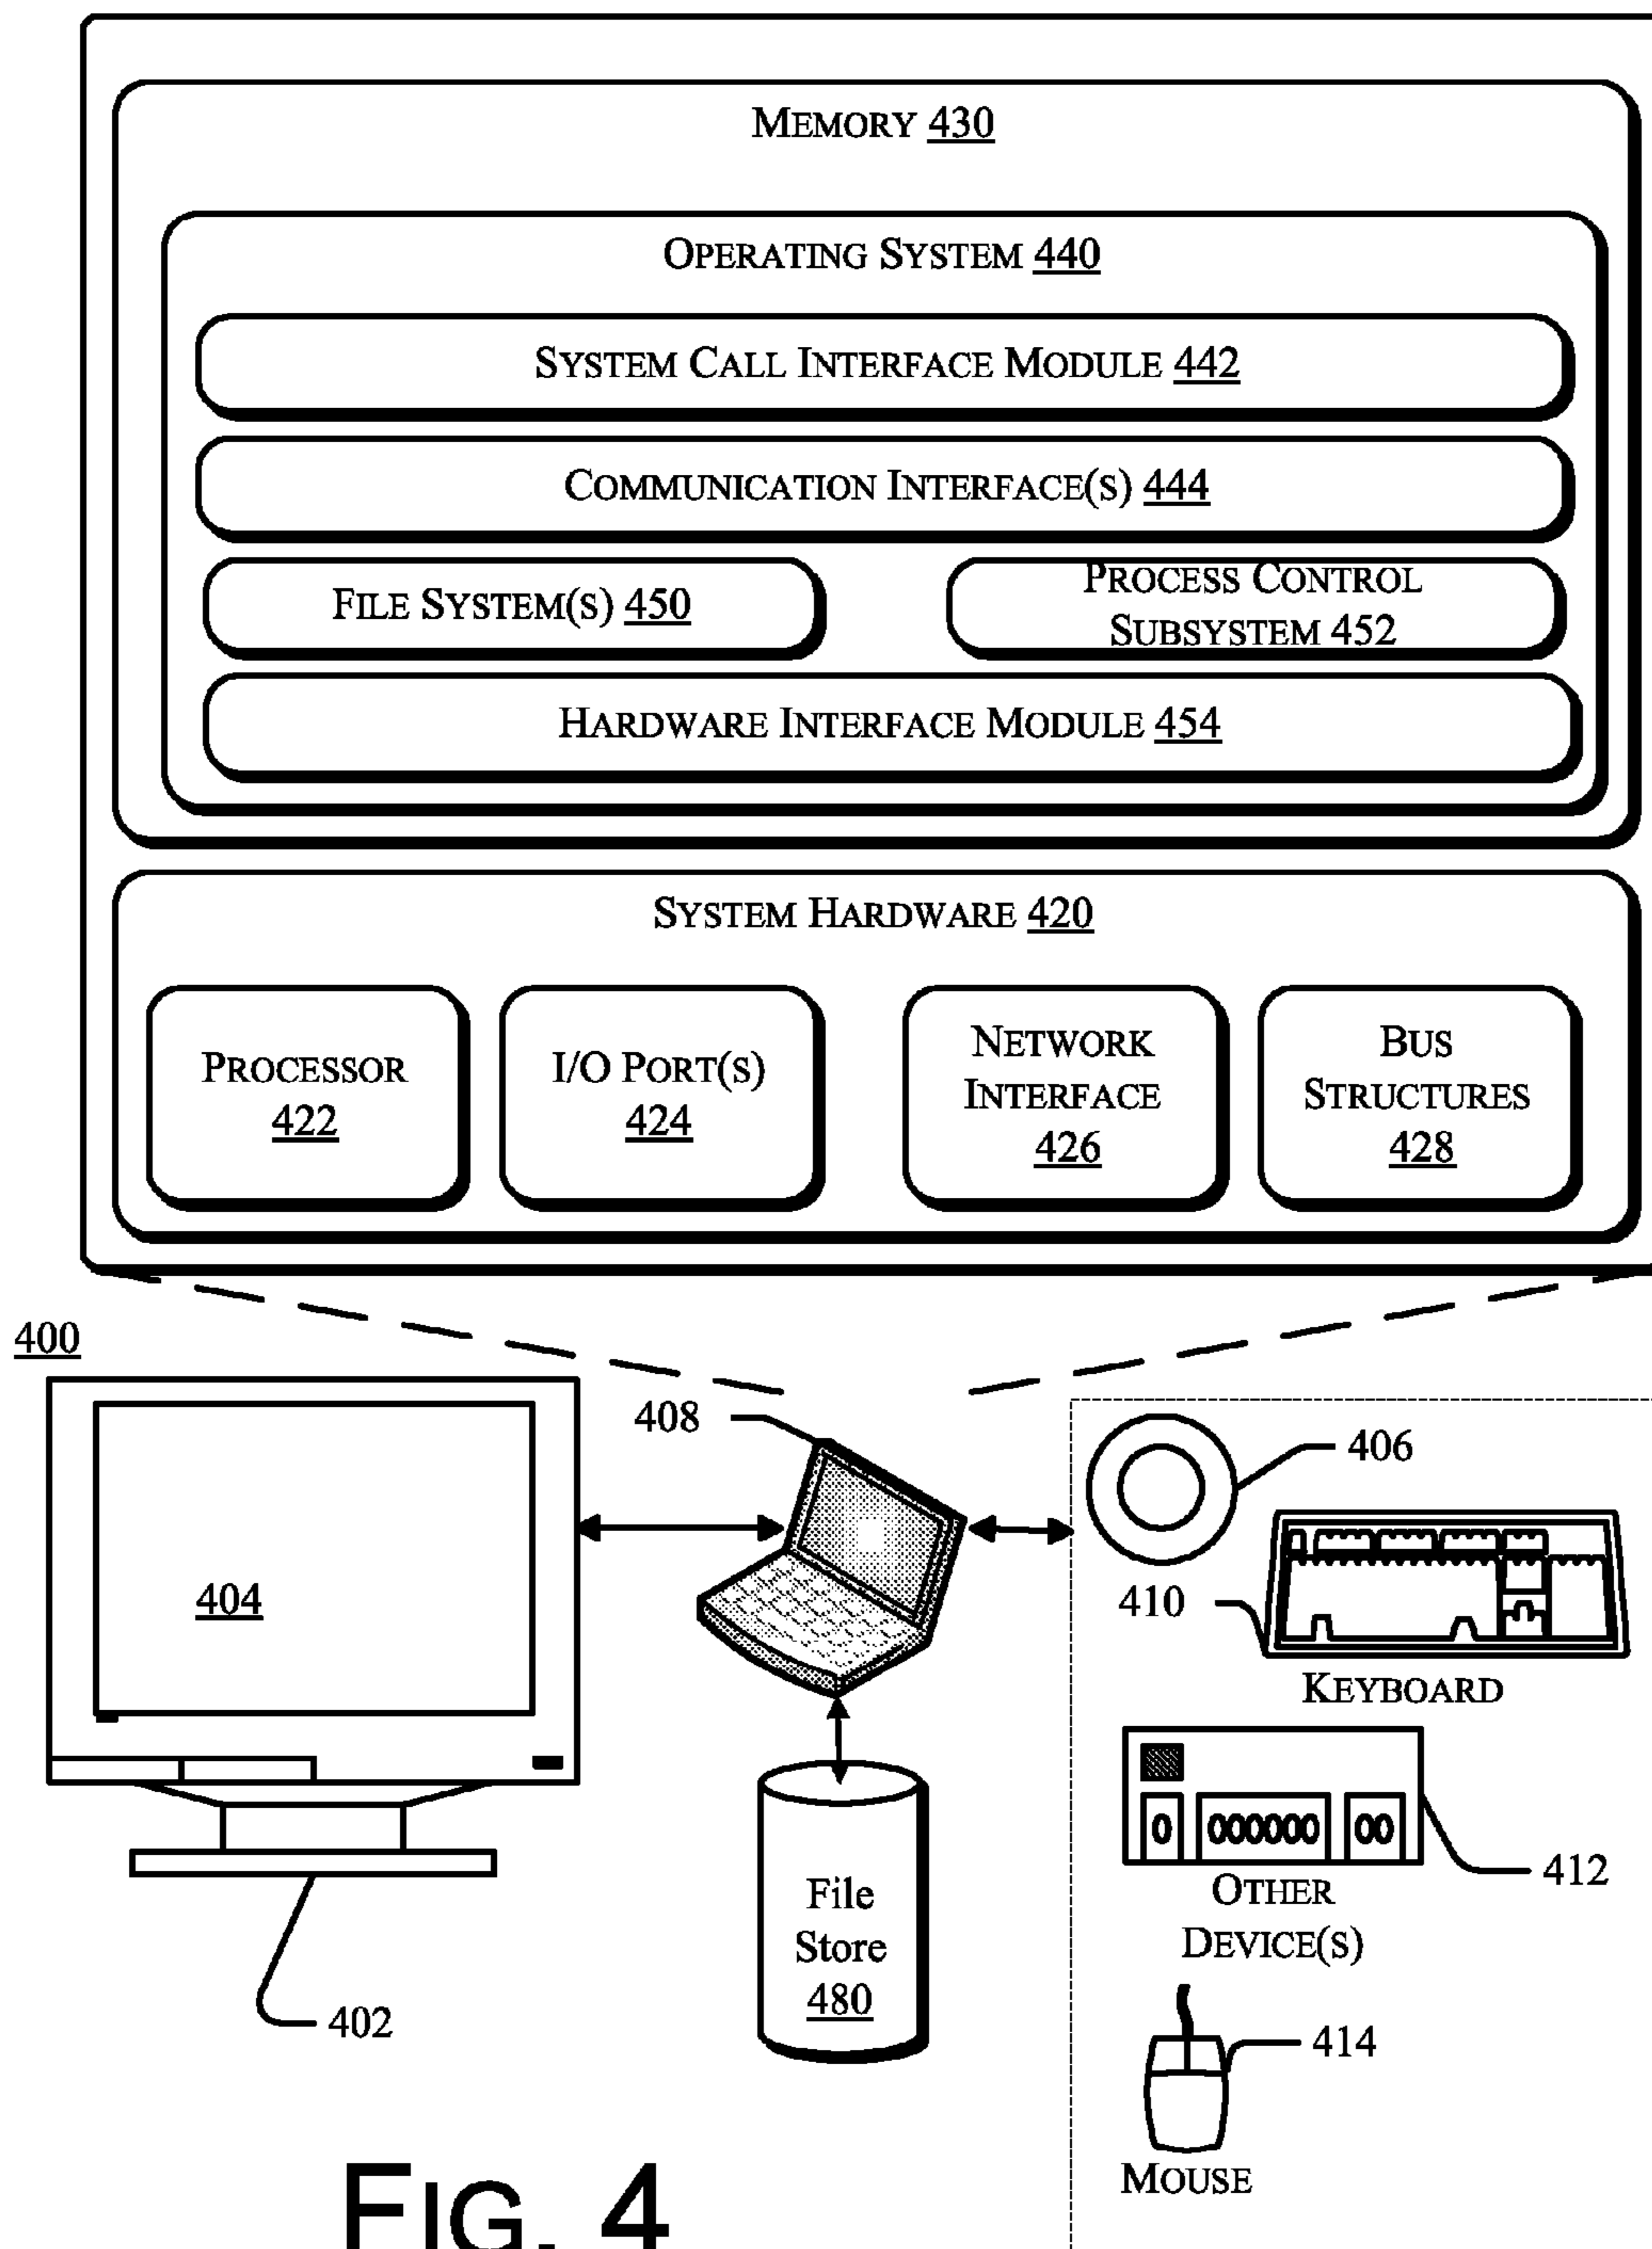 MEMORY 430
OPERATING SYSTEM 440
SYSTEM CALL INTERFACE MODULE 442
COMMUNICATION INTERFACE(S) 444
FILE SYSTEM(S) 450
PROCESS CONTROL
SUBSYSTEM 452
HARDWARE INTERFACE MODULE 454
SYSTEM HARDWARE 420
PROCESSOR
422
I/O PORT(S)
424
NETWORK
INTERFACE
426
BUS
STRUCTURES
428
400
408
406
404
410
KEYBOARD
412
OTHER
DEVICE(S)
File
Store
480
402
414
MOUSE
FIG. 4